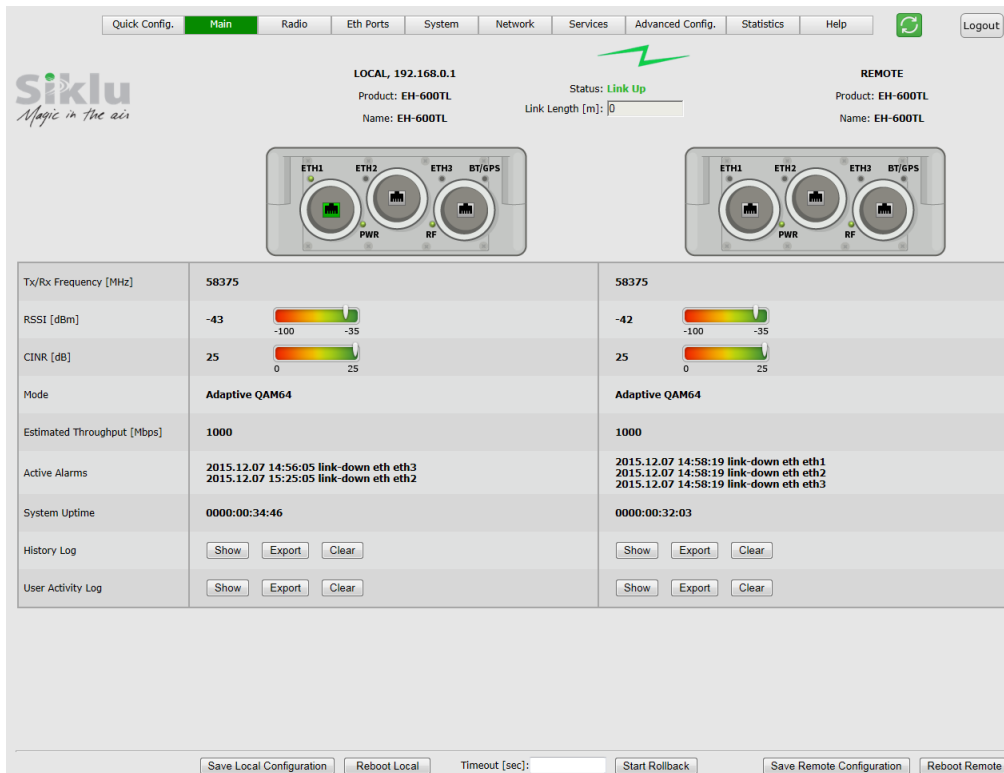 Quick Config. Main Radio Eth Ports System Network Services Advanced Config. Statistics Help Logout
Siklu
Magic in the air
LOCAL, 192.168.0.1
Product: EH-600TL
Name: EH-600TL
Status: Link Up
Link Length [m]: 0
REMOTE
Product: EH-600TL
Name: EH-600TL
ETH1 ETH2 ETH3 BT/GPS
PWR RF
ETH1 ETH2 ETH3 BT/GPS
PWR RF
Tx/Rx Frequency [MHz] 58375 58375
RSSI [dBm] -43 -42
-100 -35 -100 -35
CINR [dB] 25 25
0 25 0 25
Mode Adaptive QAM64 Adaptive QAM64
Estimated Throughput [Mbps] 1000 1000
Active Alarms
2015.12.07 14:56:05 link-down eth eth3
2015.12.07 15:25:05 link-down eth eth2
2015.12.07 14:58:19 link-down eth eth1
2015.12.07 14:58:19 link-down eth eth2
2015.12.07 14:58:19 link-down eth eth3
System Uptime 0000:00:34:46 0000:00:32:03
History Log Show Export Clear Show Export Clear
User Activity Log Show Export Clear Show Export Clear
Save Local Configuration Reboot Local Timeout [sec]: Start Rollback Save Remote Configuration Reboot Remote